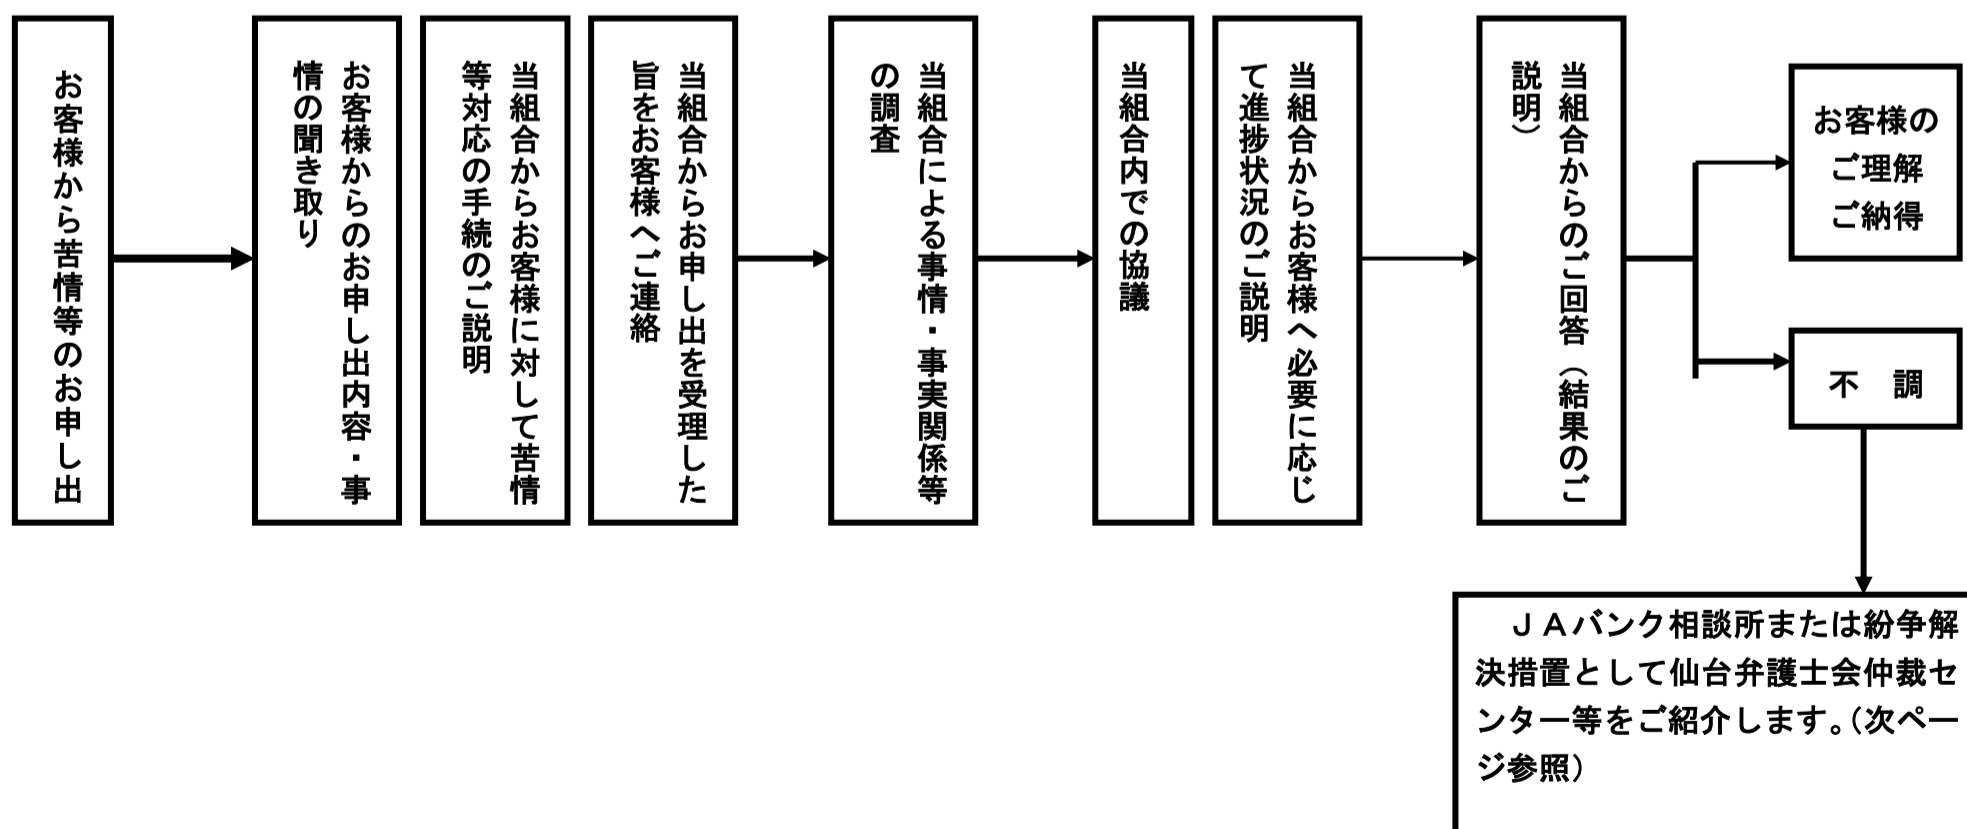 お客様から苦情等のお申し出
お客様からのお申し出内容・事
情の聞き取り
当組合からお客様に対して苦情
等対応の手続のご説明
当組合からお申し出を受理した
旨をお客様へご連絡
当組合による事情・事実関係等
の調査
当組合内での協議
当組合からお客様へ必要に応じ
て進捗状況のご説明
当組合からのご回答（結果のご
説明）
お客様の
ご理解
ご納得
不　調
ＪＡバンク相談所または紛争解
決措置として仙台弁護士会仲裁セ
ンター等をご紹介します。（次ペー
ジ参照）